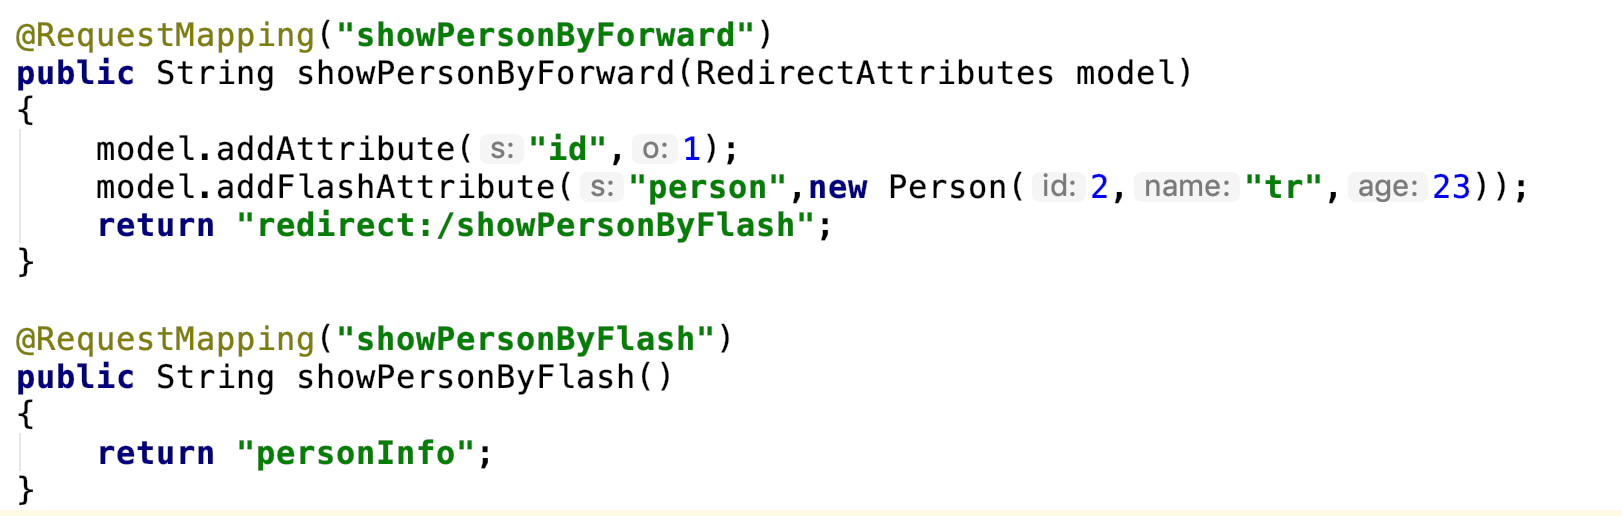 @RequestMapping("showPersonByForward")
public String showPersonByForward(RedirectAttributes model)
{
    model.addAttribute( s: "id", o: 1);
    model.addFlashAttribute( s: "person",new Person( id: 2, name: "tr", age: 23));
    return "redirect:/showPersonByFlash";
}
@RequestMapping("showPersonByFlash")
public String showPersonByFlash()
{
    return "personInfo";
}